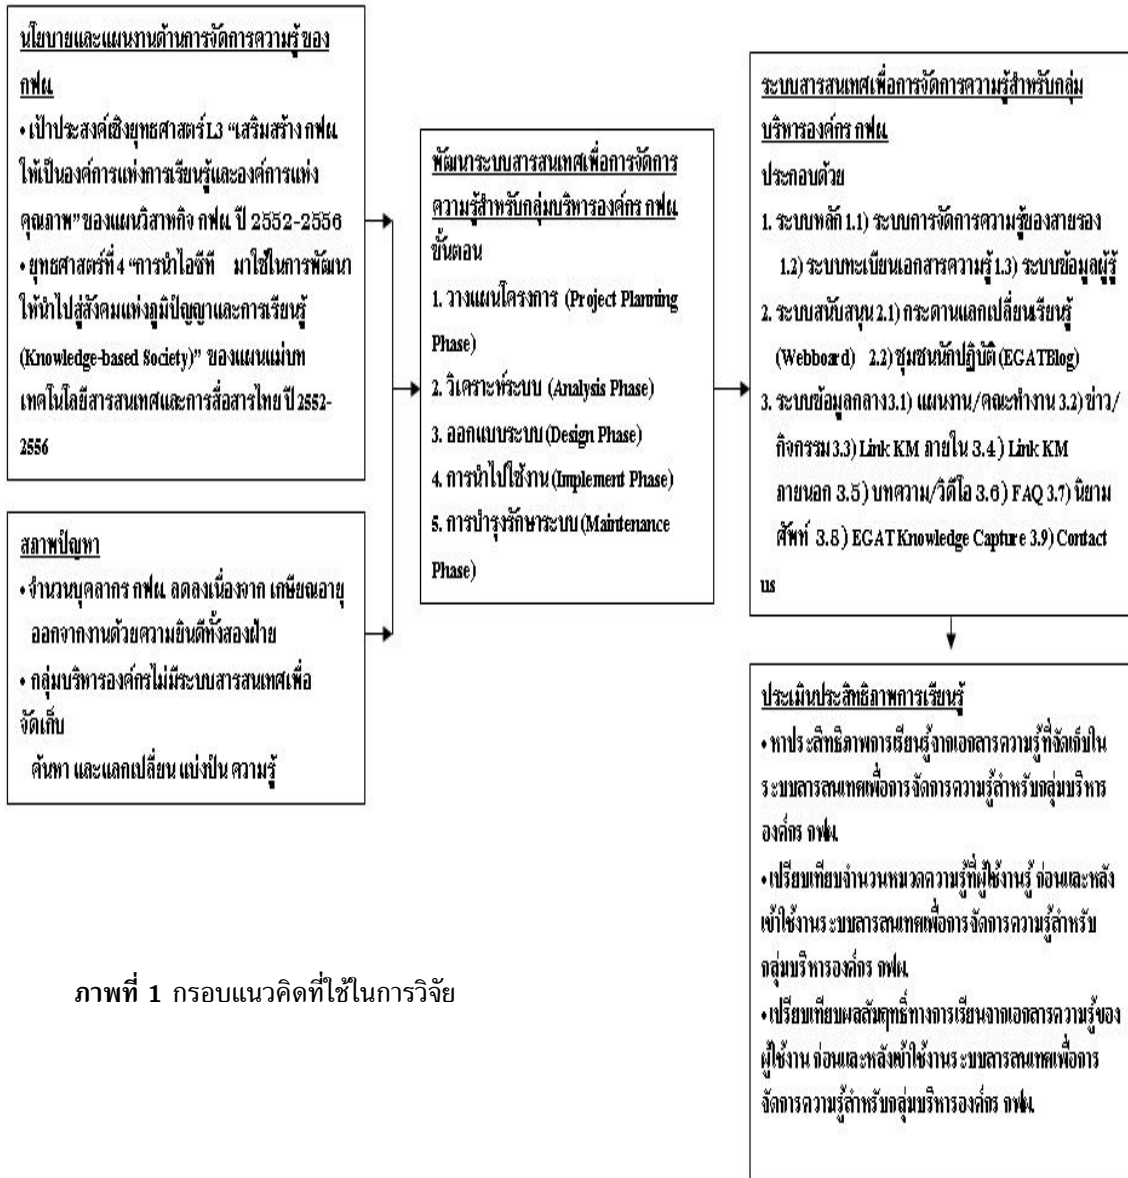 นโยบายและแผนงานด้านการจัดการความรู้ของ
กฟผ.
• เป้าประสงค์เชิงยุทธศาสตร์ L3 “เสริมสร้าง กฟผ.
ให้เป็นองค์การแห่งการเรียนรู้และองค์การแห่ง
คุณภาพ” ของแผนวิสาหกิจ กฟผ. ปี 2552-2556
• ยุทธศาสตร์ที่ 4 “การนำไอซีที มาใช้ในการพัฒนา
ให้นำไปสู่สังคมแห่งภูมิปัญญาและการเรียนรู้
(Knowledge-based Society)” ของแผนแม่บท
เทคโนโลยีสารสนเทศและการสื่อสารไทย ปี 2552-
2556
สภาพปัญหา
• จำนวนบุคลากร กฟผ. ลดลงเนื่องจาก เกษียณอายุ
ออกจากงานด้วยความยินดีทั้งสองฝ่าย
• กลุ่มบริหารองค์กรไม่มีระบบสารสนเทศเพื่อ
จัดเก็บ
ค้นหา และแลกเปลี่ยน แบ่งปัน ความรู้
พัฒนาระบบสารสนเทศเพื่อการจัดการ
ความรู้สำหรับกลุ่มบริหารองค์กร กฟผ.
ขั้นตอน
1. วางแผนโครงการ (Project Planning
Phase)
2. วิเคราะห์ระบบ (Analysis Phase)
3. ออกแบบระบบ (Design Phase)
4. การนำไปใช้งาน (Implement Phase)
5. การบำรุงรักษาระบบ (Maintenance
Phase)
ระบบสารสนเทศเพื่อการจัดการความรู้สำหรับกลุ่ม
บริหารองค์กร กฟผ.
ประกอบด้วย
1. ระบบหลัก 1.1) ระบบการจัดการความรู้ของสายรอง
1.2) ระบบทะเบียนเอกสารความรู้ 1.3) ระบบข้อมูลผู้รู้
2. ระบบสนับสนุน 2.1) กระดานแลกเปลี่ยนเรียนรู้
(Webboard) 2.2) ชุมชนนักปฏิบัติ (EGATBlog)
3. ระบบข้อมูลกลาง 3.1) แผนงาน/คณะทำงาน 3.2) ข่าว/
กิจกรรม 3.3) Link KM ภายใน 3.4) Link KM
ภายนอก 3.5) บทความ/วิดีโอ 3.6) FAQ 3.7) นิยาม
ศัพท์ 3.8) EGAT Knowledge Capture 3.9) Contact
us
ประเมินประสิทธิภาพการเรียนรู้
• หาประสิทธิภาพการเรียนรู้จากเอกสารความรู้ที่จัดเก็บใน
ระบบสารสนเทศเพื่อการจัดการความรู้สำหรับกลุ่มบริหาร
องค์กร กฟผ.
• เปรียบเทียบจำนวนหมวดความรู้ที่ผู้ใช้งานรู้ ก่อนและหลัง
เข้าใช้งานระบบสารสนเทศเพื่อการจัดการความรู้สำหรับ
กลุ่มบริหารองค์กร กฟผ.
• เปรียบเทียบผลสัมฤทธิ์ทางการเรียนจากเอกสารความรู้ของ
ผู้ใช้งาน ก่อนและหลังเข้าใช้งานระบบสารสนเทศเพื่อการ
จัดการความรู้สำหรับกลุ่มบริหารองค์กร กฟผ.
ภาพที่ 1 กรอบแนวคิดที่ใช้ในการวิจัย